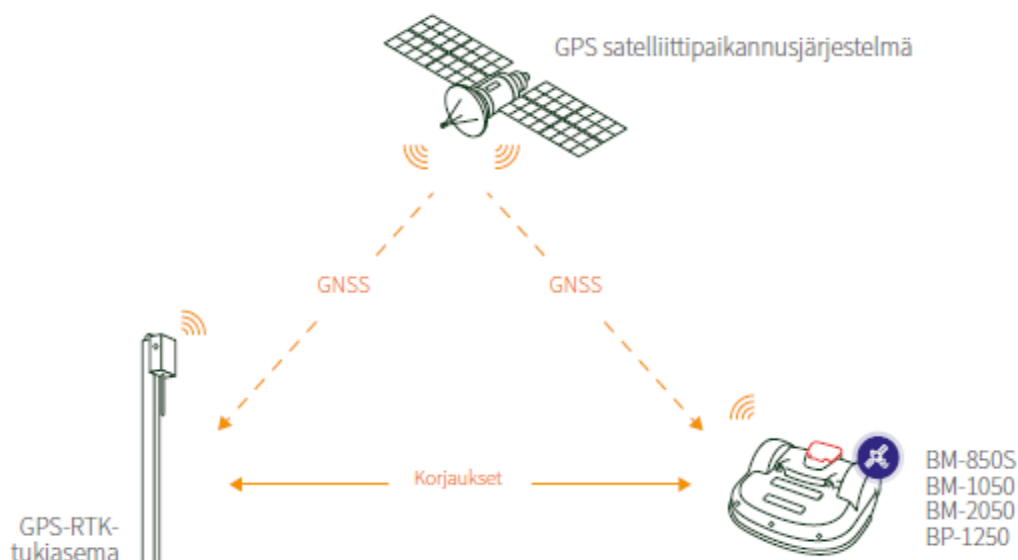 GPS satelliittipaikannusjärjestelmä
GNSS
GNSS
Korjaukset
GPS-RTK-
tukiasema
BM-850S
BM-1050
BM-2050
BP-1250